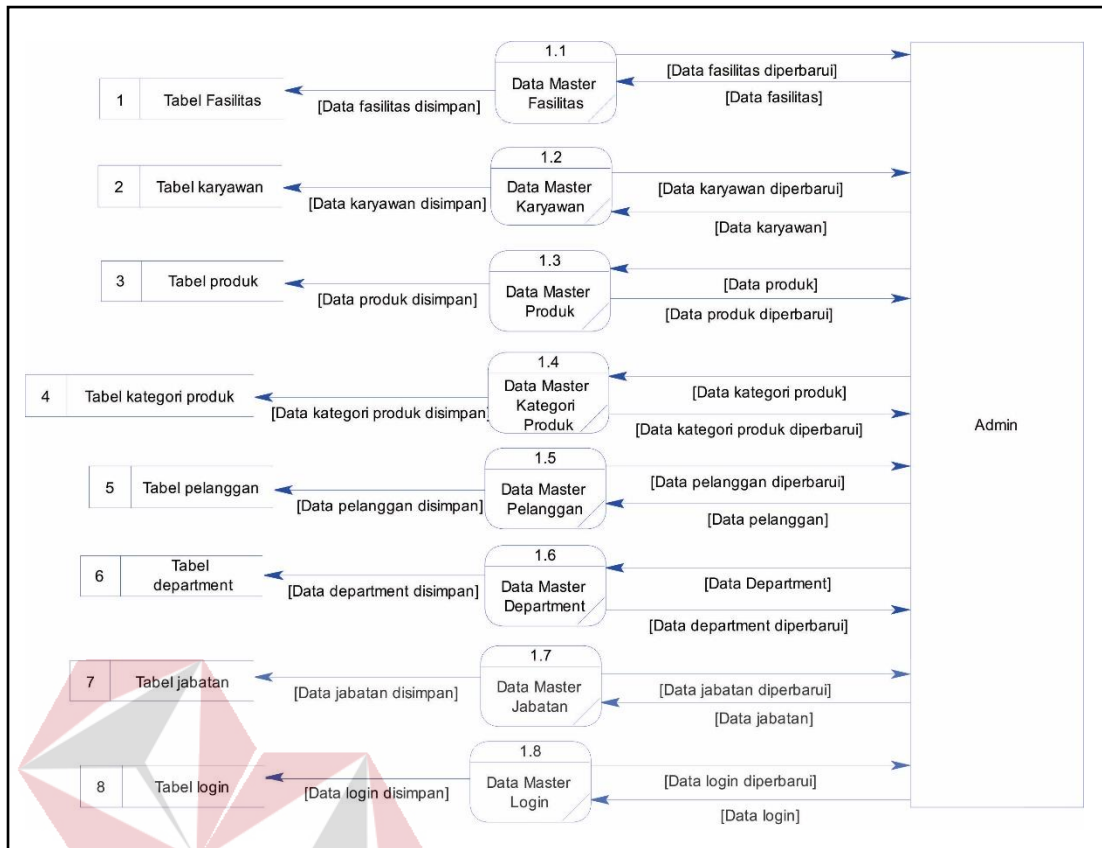 1.1
[Data fasilitas diperbarui]
1 Tabel Fasilitas
[Data fasilitas disimpan]
Data Master
Fasilitas
[Data fasilitas]
1.2
2 Tabel karyawan
[Data karyawan disimpan]
Data Master
Karyawan
[Data karyawan diperbarui]
[Data karyawan]
1.3
3 Tabel produk
[Data produk disimpan]
Data Master
Produk
[Data produk]
[Data produk diperbarui]
1.4
4 Tabel kategori produk
[Data kategori produk disimpan]
Data Master
Kategori
Produk
[Data kategori produk]
[Data kategori produk diperbarui]
Admin
1.5
5 Tabel pelanggan
[Data pelanggan disimpan]
Data Master
Pelanggan
[Data pelanggan diperbarui]
[Data pelanggan]
1.6
6 Tabel
department
[Data department disimpan]
Data Master
Department
[Data Department]
[Data department diperbarui]
1.7
7 Tabel jabatan
[Data jabatan disimpan]
Data Master
Jabatan
[Data jabatan diperbarui]
[Data jabatan]
1.8
8 Tabel login
[Data login disimpan]
Data Master
Login
[Data login diperbarui]
[Data login]